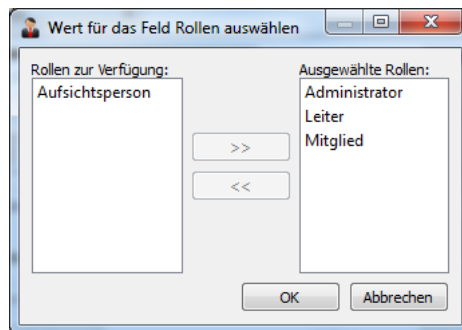 Wert für das Feld Rollen auswählen
Rollen zur Verfügung:
Aufsichtsperson
>>
<<
Ausgewählte Rollen:
Administrator
Leiter
Mitglied
OK
Abbrechen